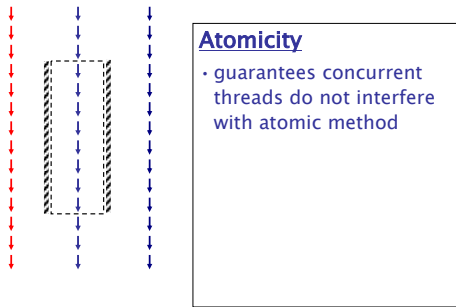 Atomicity
• guarantees concurrent
threads do not interfere
with atomic method